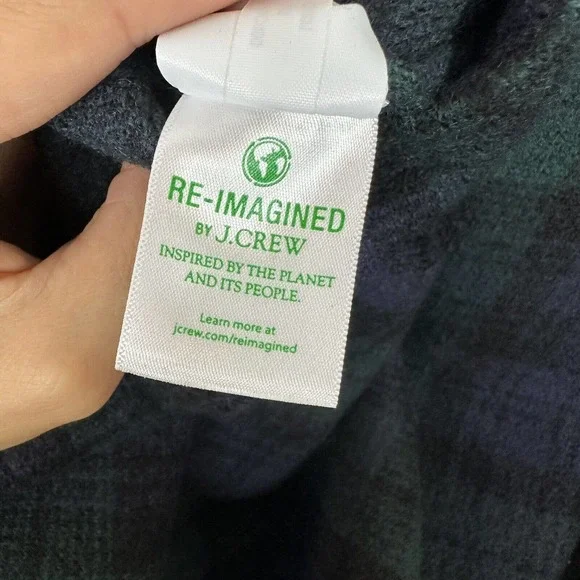 RE-IMAGINED
BY J.CREW
INSPIRED BY THE PLANET
AND ITS PEOPLE.
Learn more at
jcrew.com/reimagined